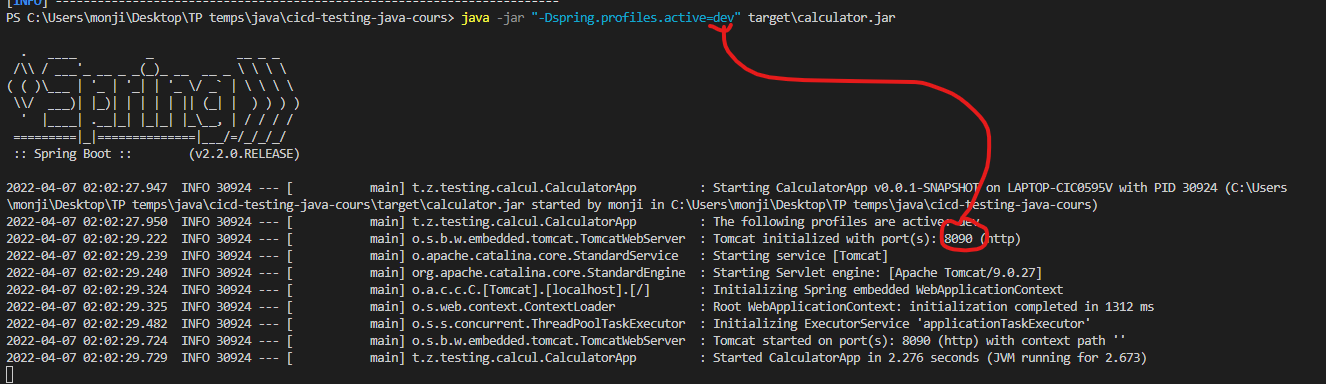 [INFO] ------------------------------------------------------------------------
PS C:\Users\monji\Desktop\TP temps\java\cicd-testing-java-cours> java -jar "-Dspring.profiles.active=dev" target\calculator.jar
  .   ____          _            __ _ _
 /\\ / ___'_ __ _ _(_)_ __  __ _ \ \ \ \
( ( )\___ | '_ | '_| | '_ \/ _` | \ \ \ \
 \\/  ___)| |_)| | | | | || (_| |  ) ) ) )
  '  |____| .__|_| |_|_| |_\__, | / / / /
 =========|_|==============|___/=/_/_/_/
 :: Spring Boot ::        (v2.2.0.RELEASE)
2022-04-07 02:02:27.947  INFO 30924 --- [           main] t.z.testing.calcul.CalculatorApp         : Starting CalculatorApp v0.0.1-SNAPSHOT on LAPTOP-CIC0595V with PID 30924 (C:\Users
\monji\Desktop\TP temps\java\cicd-testing-java-cours\target\calculator.jar started by monji in C:\Users\monji\Desktop\TP temps\java\cicd-testing-java-cours)
2022-04-07 02:02:27.950  INFO 30924 --- [           main] t.z.testing.calcul.CalculatorApp         : The following profiles are active: dev
2022-04-07 02:02:29.222  INFO 30924 --- [           main] o.s.b.w.embedded.tomcat.TomcatWebServer  : Tomcat initialized with port(s): 8090 (http)
2022-04-07 02:02:29.239  INFO 30924 --- [           main] o.apache.catalina.core.StandardService   : Starting service [Tomcat]
2022-04-07 02:02:29.240  INFO 30924 --- [           main] org.apache.catalina.core.StandardEngine  : Starting Servlet engine: [Apache Tomcat/9.0.27]
2022-04-07 02:02:29.324  INFO 30924 --- [           main] o.a.c.c.C.[Tomcat].[localhost].[/]       : Initializing Spring embedded WebApplicationContext
2022-04-07 02:02:29.325  INFO 30924 --- [           main] o.s.web.context.ContextLoader            : Root WebApplicationContext: initialization completed in 1312 ms
2022-04-07 02:02:29.482  INFO 30924 --- [           main] o.s.s.concurrent.ThreadPoolTaskExecutor  : Initializing ExecutorService 'applicationTaskExecutor'
2022-04-07 02:02:29.724  INFO 30924 --- [           main] o.s.b.w.embedded.tomcat.TomcatWebServer  : Tomcat started on port(s): 8090 (http) with context path ''
2022-04-07 02:02:29.729  INFO 30924 --- [           main] t.z.testing.calcul.CalculatorApp         : Started CalculatorApp in 2.276 seconds (JVM running for 2.673)